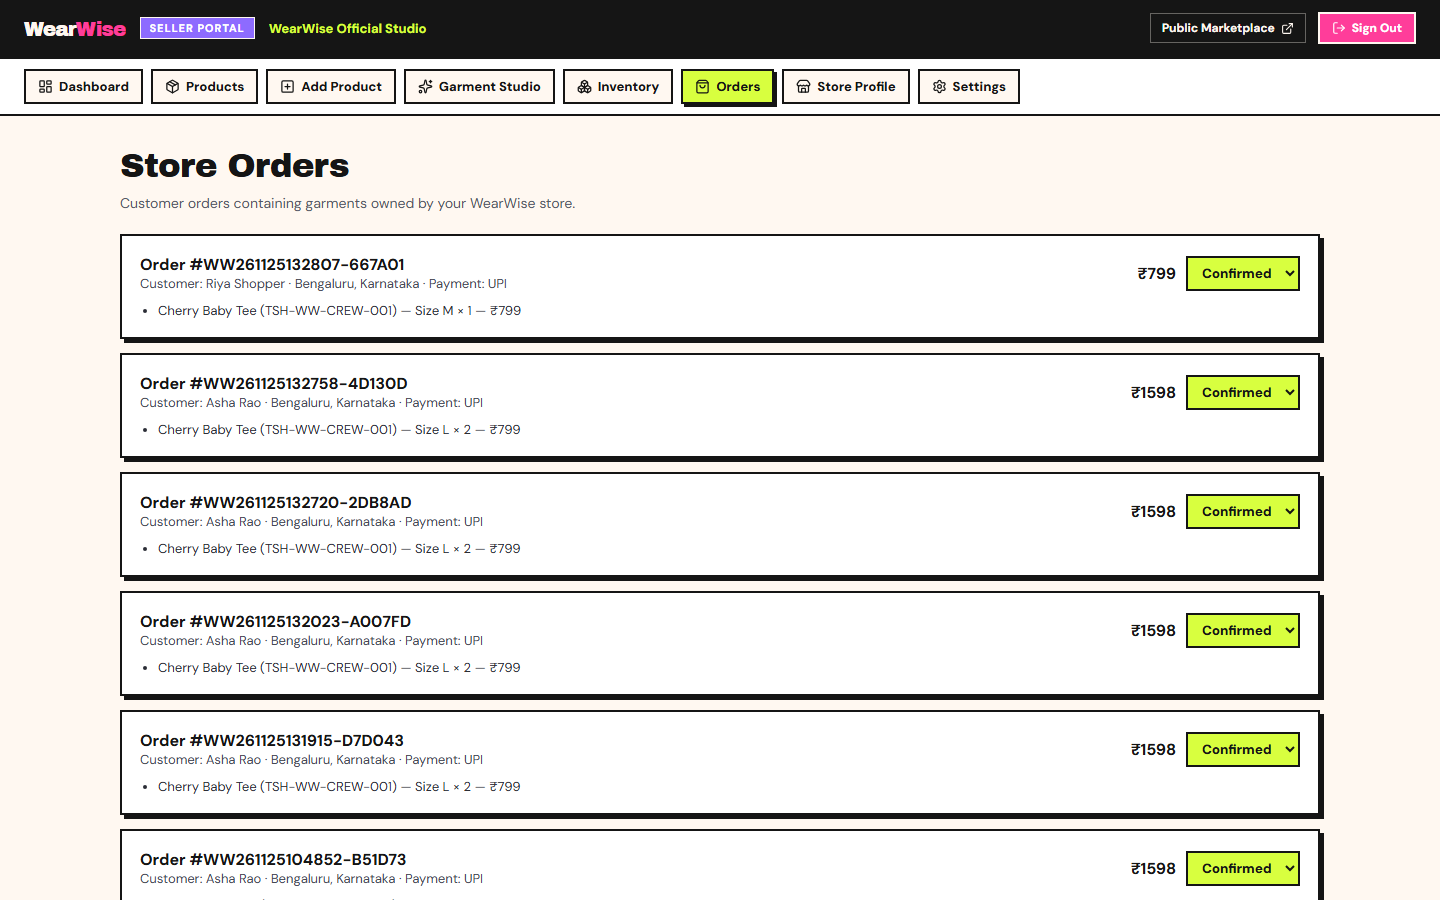 WearWise SELLER PORTAL WearWise Official Studio Public Marketplace Sign Out
Dashboard Products Add Product Garment Studio Inventory Orders Store Profile Settings
Store Orders
Customer orders containing garments owned by your WearWise store.
Order #WW261125132807-667A01
Customer: Riya Shopper · Bengaluru, Karnataka · Payment: UPI
₹799 Confirmed
• Cherry Baby Tee (TSH-WW-CREW-001) — Size M × 1 — ₹799
Order #WW261125132758-4D130D
Customer: Asha Rao · Bengaluru, Karnataka · Payment: UPI
₹1598 Confirmed
• Cherry Baby Tee (TSH-WW-CREW-001) — Size L × 2 — ₹799
Order #WW261125132720-2DB8AD
Customer: Asha Rao · Bengaluru, Karnataka · Payment: UPI
₹1598 Confirmed
• Cherry Baby Tee (TSH-WW-CREW-001) — Size L × 2 — ₹799
Order #WW261125132023-A007FD
Customer: Asha Rao · Bengaluru, Karnataka · Payment: UPI
₹1598 Confirmed
• Cherry Baby Tee (TSH-WW-CREW-001) — Size L × 2 — ₹799
Order #WW261125131915-D7D043
Customer: Asha Rao · Bengaluru, Karnataka · Payment: UPI
₹1598 Confirmed
• Cherry Baby Tee (TSH-WW-CREW-001) — Size L × 2 — ₹799
Order #WW261125104852-B51D73
Customer: Asha Rao · Bengaluru, Karnataka · Payment: UPI
₹1598 Confirmed